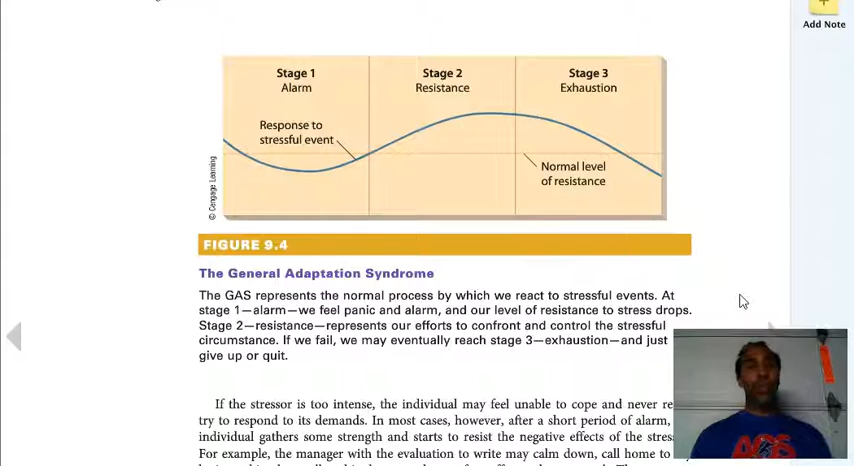 Add Note
Stage 1
Alarm
Stage 2
Resistance
Stage 3
Exhaustion
Response to
stressful event
Normal level
of resistance
© Cengage Learning
FIGURE 9.4
The General Adaptation Syndrome
The GAS represents the normal process by which we react to stressful events. At
stage 1—alarm—we feel panic and alarm, and our level of resistance to stress drops.
Stage 2—resistance—represents our efforts to confront and control the stressful
circumstance. If we fail, we may eventually reach stage 3—exhaustion—and just
give up or quit.
If the stressor is too intense, the individual may feel unable to cope and never re
try to respond to its demands. In most cases, however, after a short period of alarm,
individual gathers some strength and starts to resist the negative effects of the stres
For example, the manager with the evaluation to write may calm down, call home to